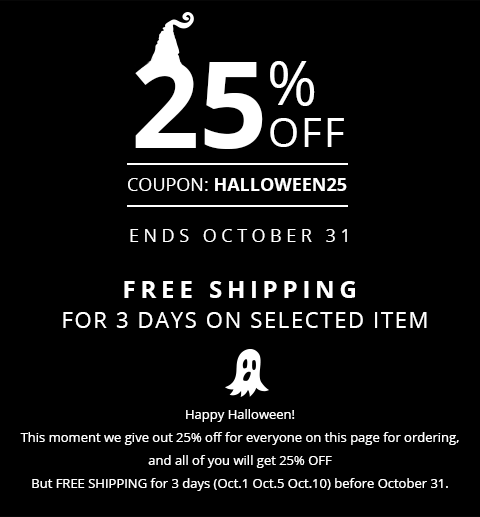 25% OFF
COUPON: HALLOWEEN25
ENDS OCTOBER 31
FREE SHIPPING
FOR 3 DAYS ON SELECTED ITEM
Happy Halloween!
This moment we give out 25% off for everyone on this page for ordering,
and all of you will get 25% OFF
But FREE SHIPPING for 3 days (Oct.1 Oct.5 Oct.10) before October 31.